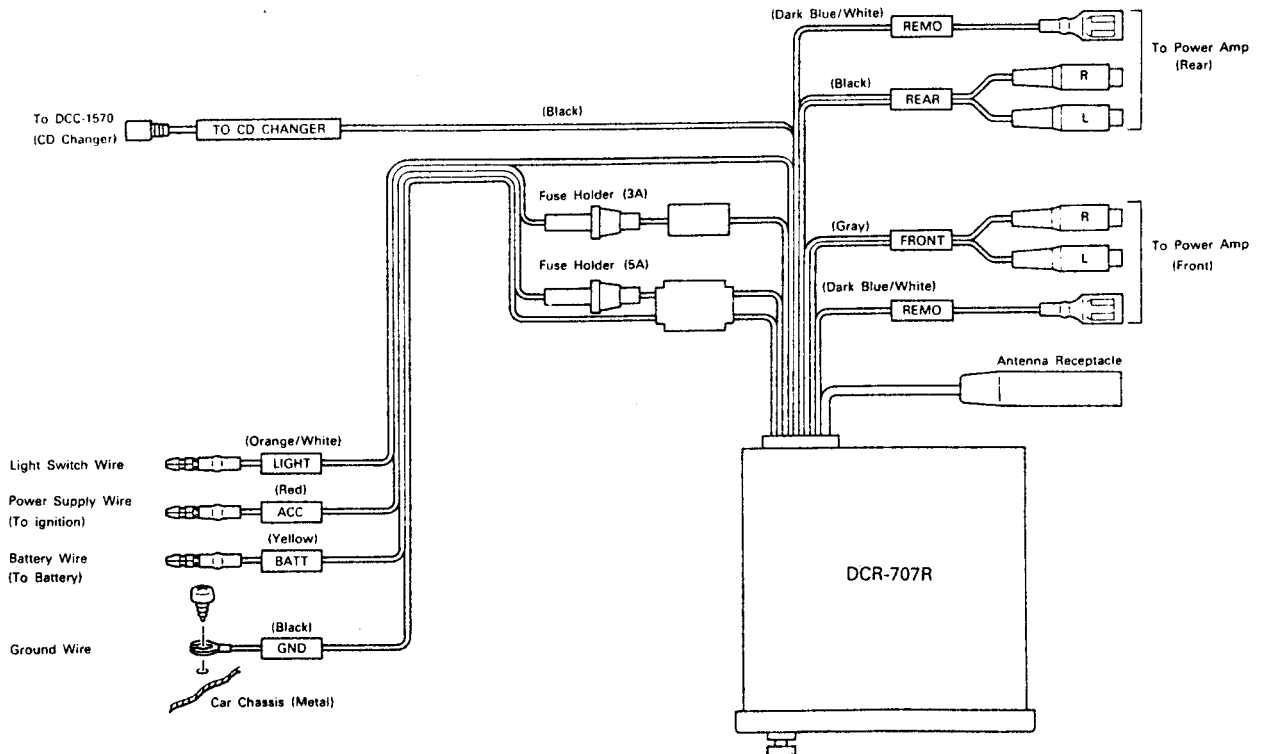 (Dark Blue/White)
REMO
To Power Amp
(Rear)
(Black)
REAR
R
L
To DCC-1570
(CD Changer)
TO CD CHANGER
(Black)
Fuse Holder (3A)
Fuse Holder (5A)
(Gray)
FRONT
R
L
To Power Amp
(Front)
(Dark Blue/White)
REMO
Antenna Receptacle
Light Switch Wire
(Orange/White)
LIGHT
Power Supply Wire
(To ignition)
(Red)
ACC
Battery Wire
(To Battery)
(Yellow)
BATT
Ground Wire
(Black)
GND
Car Chassis (Metal)
DCR-707R